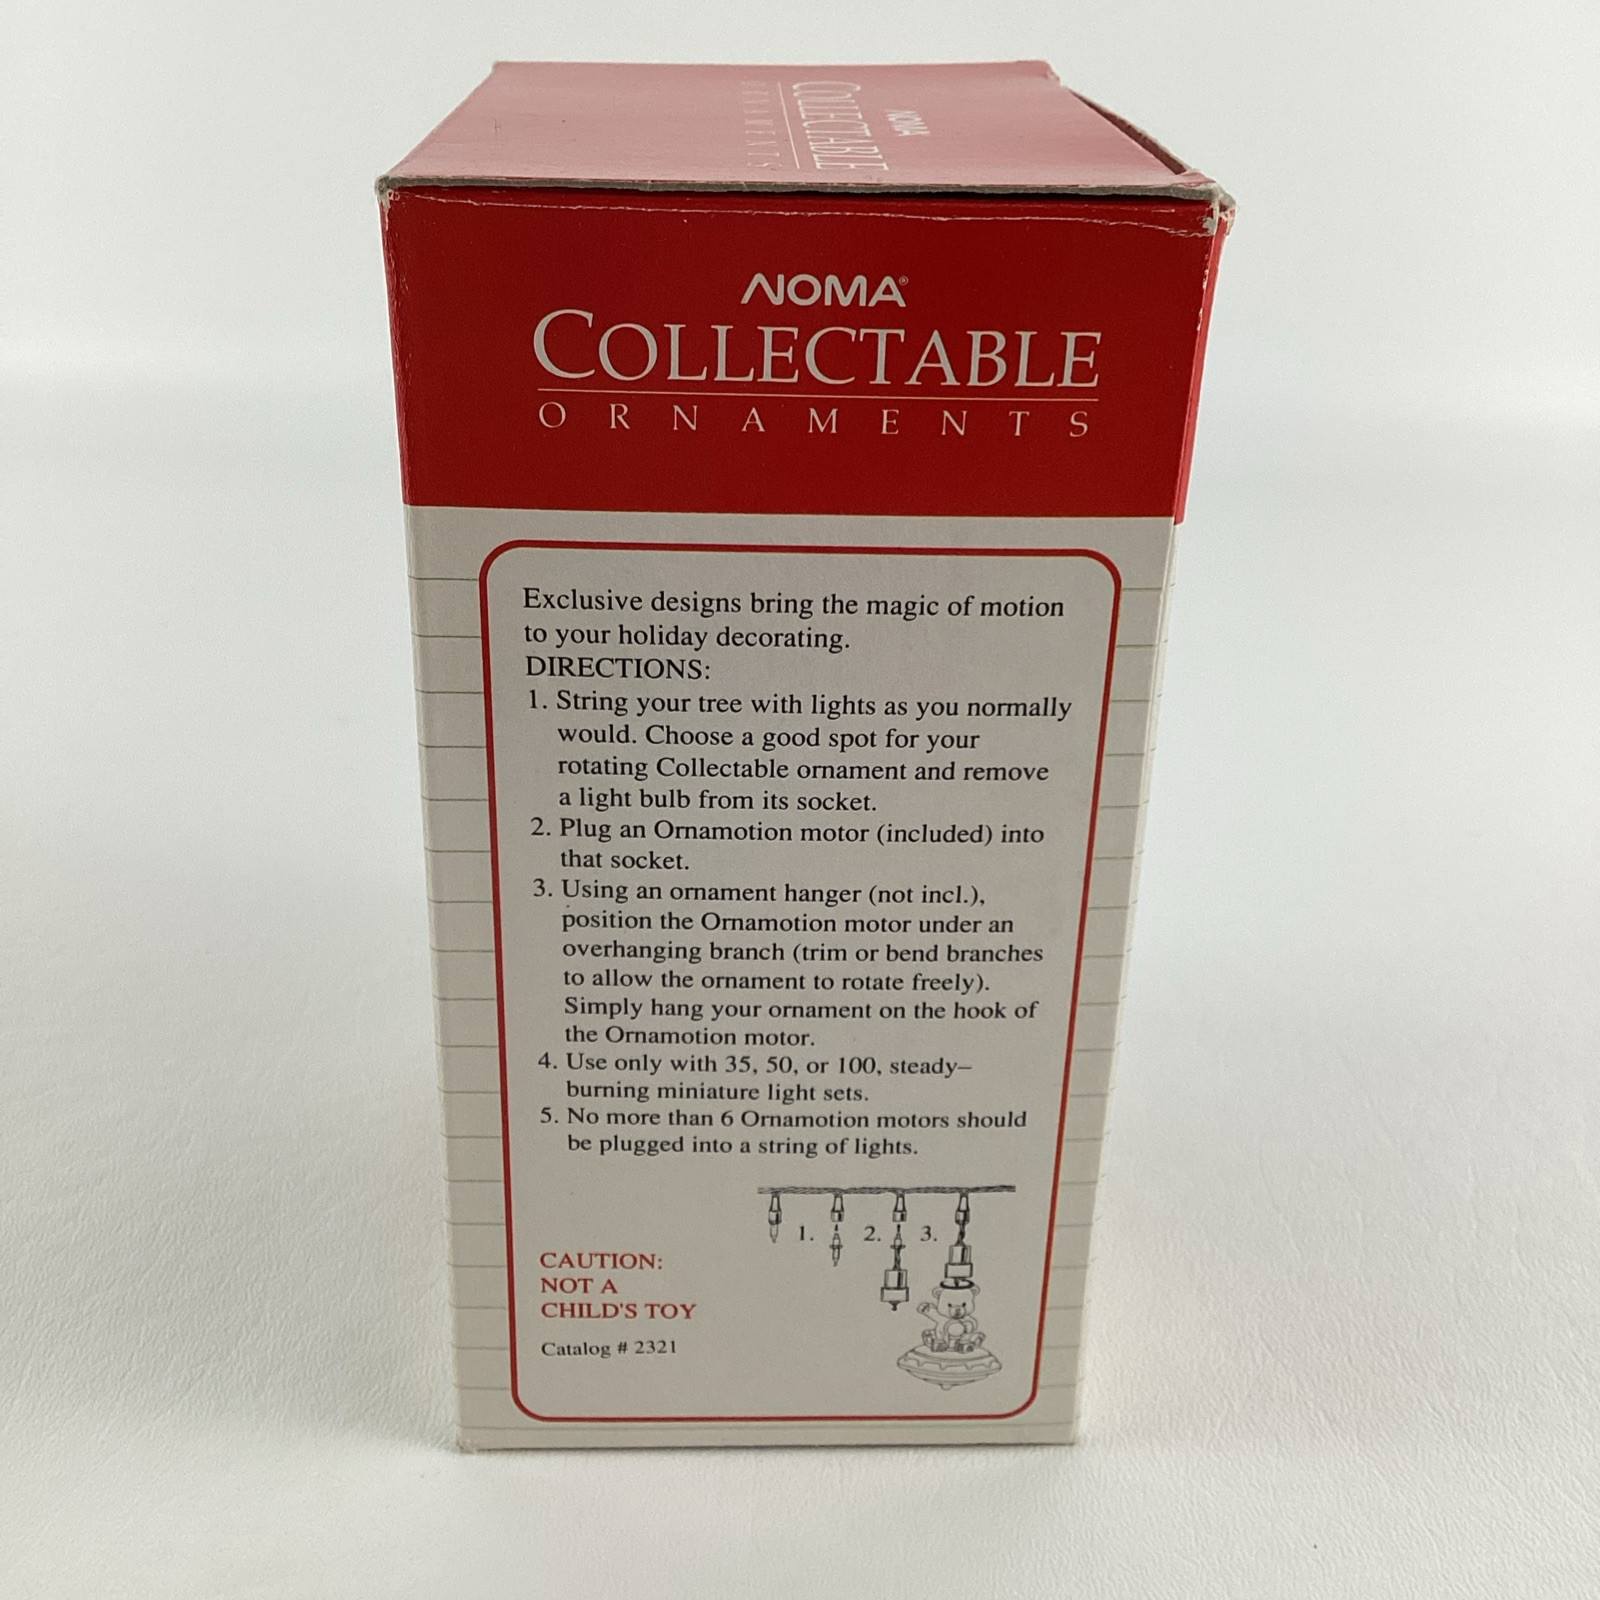 NOMA
COLLECTABLE
ORNAMENTS
NOMA®
COLLECTABLE
ORNAMENTS
Exclusive designs bring the magic of motion
to your holiday decorating.
DIRECTIONS:
1. String your tree with lights as you normally
would. Choose a good spot for your
rotating Collectable ornament and remove
a light bulb from its socket.
2. Plug an Ornamotion motor (included) into
that socket.
3. Using an ornament hanger (not incl.),
position the Ornamotion motor under an
overhanging branch (trim or bend branches
to allow the ornament to rotate freely).
Simply hang your ornament on the hook of
the Ornamotion motor.
4. Use only with 35, 50, or 100, steady–
burning miniature light sets.
5. No more than 6 Ornamotion motors should
be plugged into a string of lights.
1. 2. 3.
CAUTION:
NOT A
CHILD'S TOY
Catalog # 2321